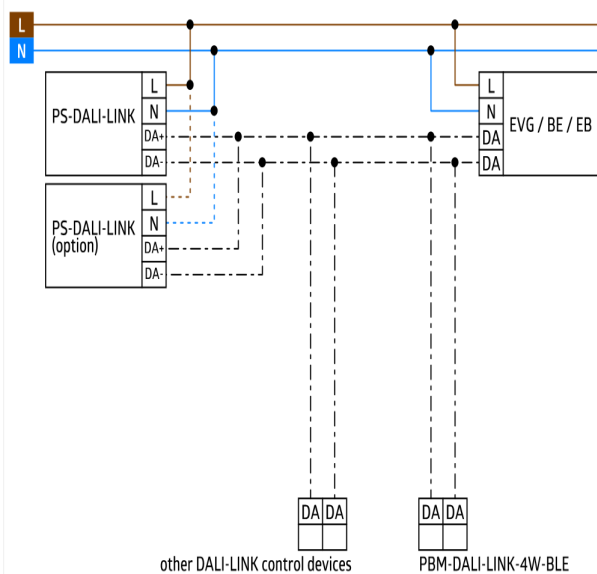 L
N
PS-DALI-LINK
L
N
DA+
DA-
EVG / BE / EB
L
N
DA
DA
PS-DALI-LINK
(option)
L
N
DA+
DA-
DA DA
DA DA
other DALI-LINK control devices
PBM-DALI-LINK-4W-BLE